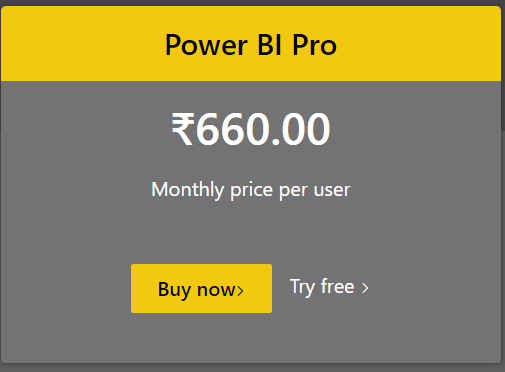 Power BI Pro
₹660.00
Monthly price per user
Buy now› Try free ›